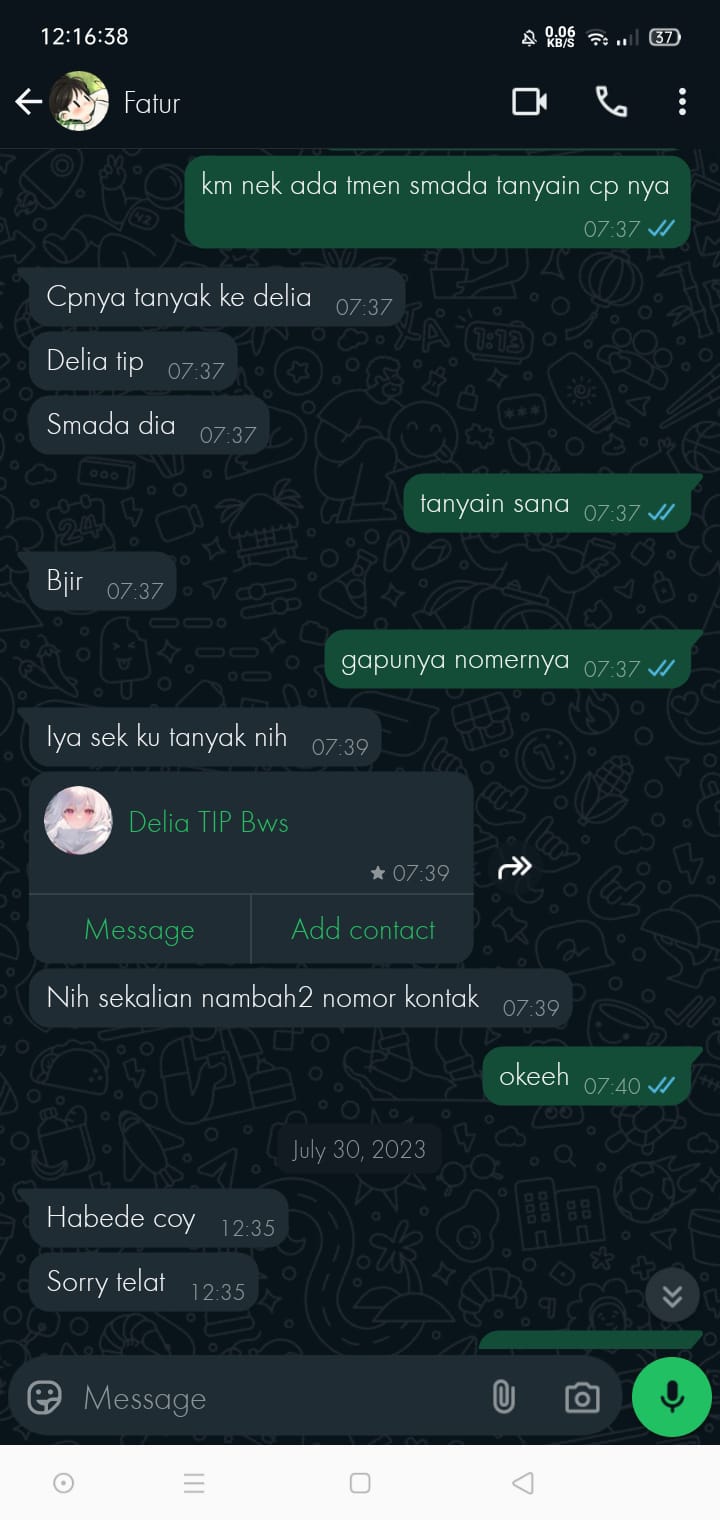 12:16:38
0.06
KB/S
37
Fatur
km nek ada tmen smada tanyain cp nya
07:37
Cpnya tanyak ke delia 07:37
Delia tip 07:37
Smada dia 07:37
tanyain sana 07:37
Bjir 07:37
gapunya nomernya 07:37
Iya sek ku tanyak nih 07:39
Delia TIP Bws
07:39
Message Add contact
Nih sekalian nambah2 nomor kontak 07:39
okeeh 07:40
July 30, 2023
Habede coy 12:35
Sorry telat 12:35
Message